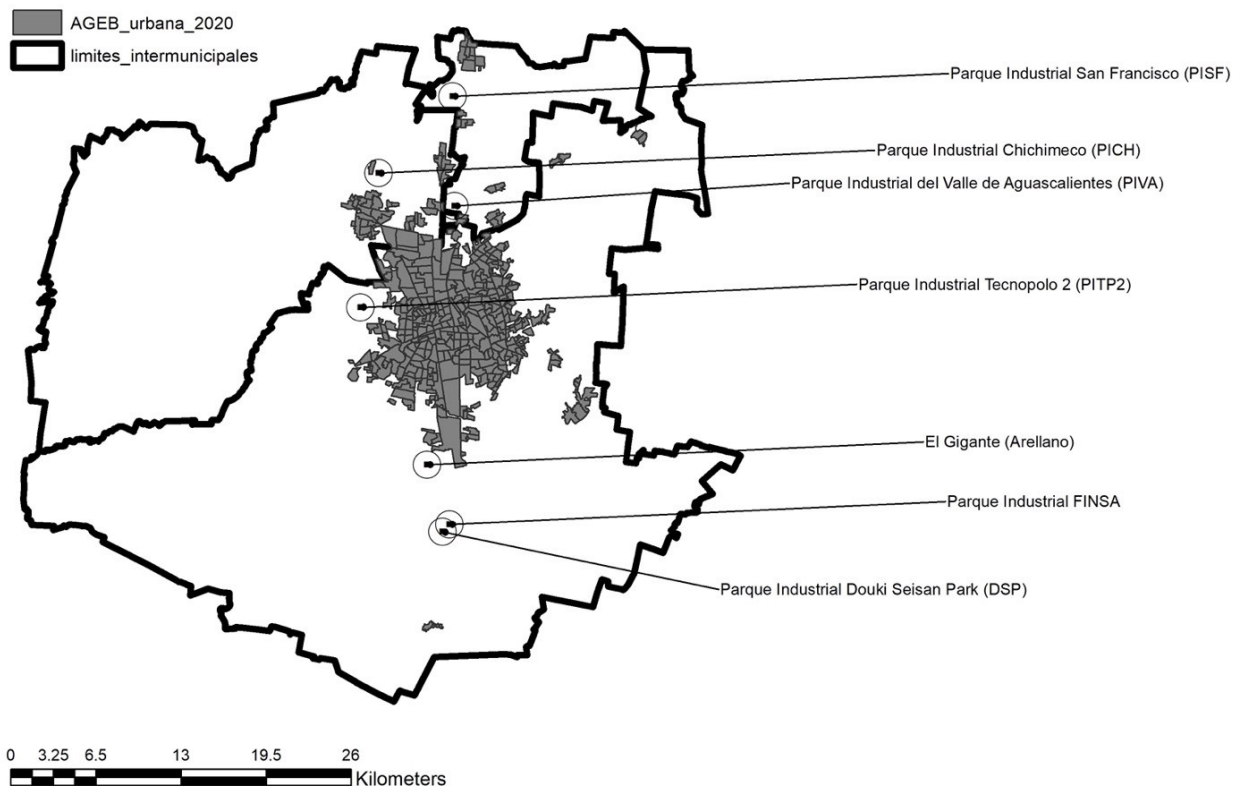 AGEB_urbana_2020
limites_intermunicipales
Parque Industrial San Francisco (PISF)
Parque Industrial Chichimeco (PICH)
Parque Industrial del Valle de Aguascalientes (PIVA)
Parque Industrial Tecnopolo 2 (PITP2)
El Gigante (Arellano)
Parque Industrial FINSA
Parque Industrial Douki Seisan Park (DSP)
0 3.25 6.5 13 19.5 26
Kilometers